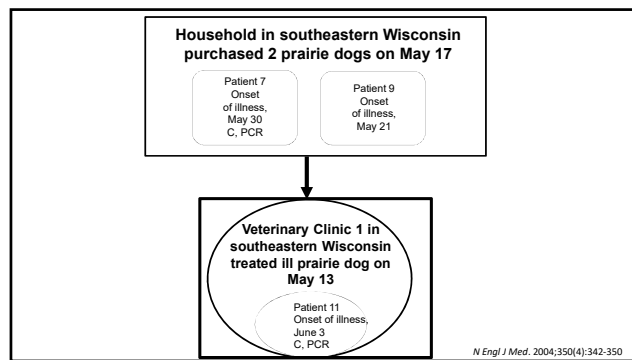 Household in southeastern Wisconsin
purchased 2 prairie dogs on May 17
Patient 7
Onset
of illness,
May 30
C, PCR
Patient 9
Onset
of illness,
May 21
Veterinary Clinic 1 in
southeastern Wisconsin
treated ill prairie dog on
May 13
Patient 11
Onset of illness,
June 3
C, PCR
N Engl J Med. 2004;350(4):342-350